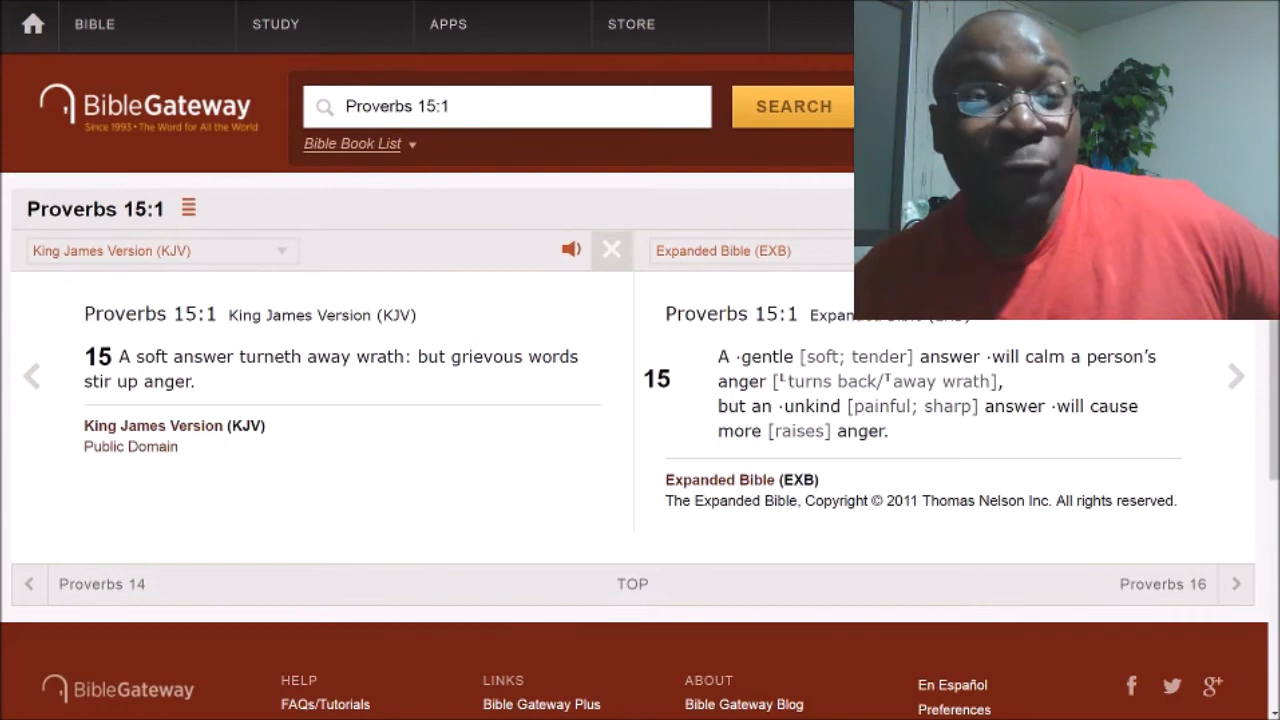 BIBLE STUDY APPS STORE
BibleGateway
Since 1993 • The Word for All the World
Proverbs 15:1
SEARCH
Bible Book List
Proverbs 15:1
King James Version (KJV)
Expanded Bible (EXB)
Proverbs 15:1 King James Version (KJV)
15 A soft answer turneth away wrath: but grievous words
stir up anger.
King James Version (KJV)
Public Domain
Proverbs 15:1 Expanded Bible (EXB)
15 A ·gentle [soft; tender] answer ·will calm a person’s
anger [ᴸturns back/ᵀaway wrath],
but an ·unkind [painful; sharp] answer ·will cause
more [raises] anger.
Expanded Bible (EXB)
The Expanded Bible, Copyright © 2011 Thomas Nelson Inc. All rights reserved.
Proverbs 14 TOP Proverbs 16
BibleGateway
HELP
FAQs/Tutorials
LINKS
Bible Gateway Plus
ABOUT
Bible Gateway Blog
En Español
Preferences